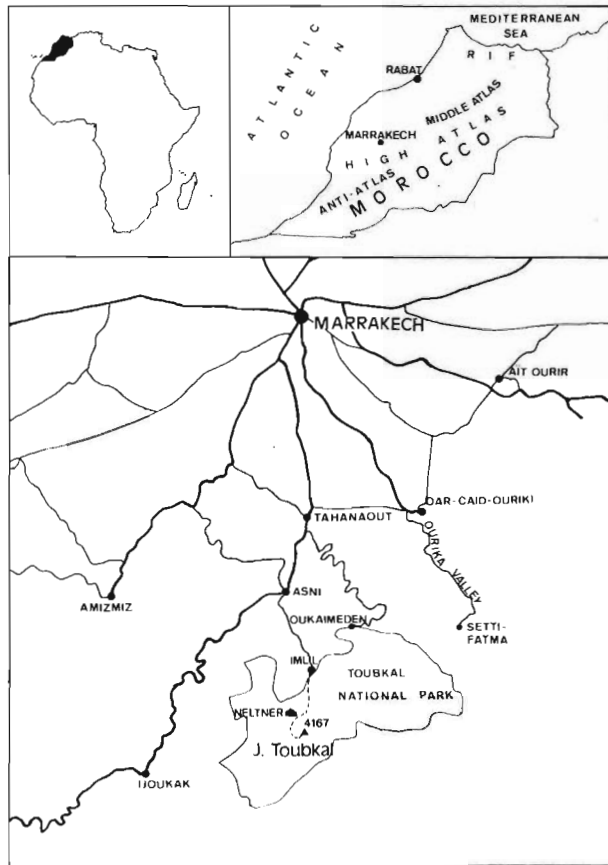 MEDITERRANEAN
SEA
ATLANTIC
OCEAN
RIF
RABAT
MIDDLE ATLAS
MARRAKECH
HIGH ATLAS
ANTI-ATLAS
MOROCCO
MARRAKECH
AIT OURIR
OAR-CAID-OURIKI
TAHANAOUT
OURIKA VALLEY
ASNI
AMIZMIZ
OUKAIMEDEN
SETTI-
FATMA
IMLIL
TOUBKAL
NATIONAL PARK
NELTNER
4167
J. Toubkal
IJOUKAK